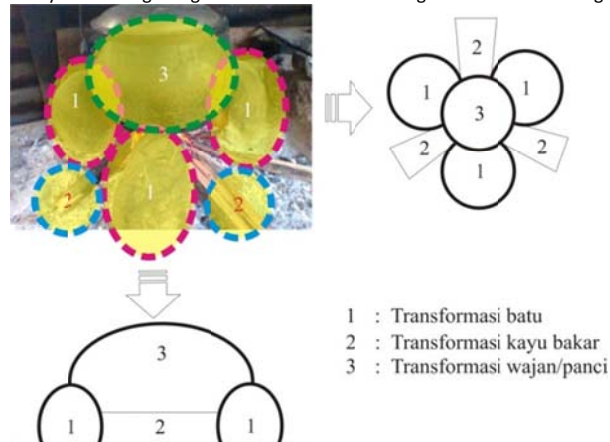 3
1 1
1
2 2
2
1 1
3
2 2
1
1 : Transformasi batu
2 : Transformasi kayu bakar
3 : Transformasi wajan/panci
3
1 2 1